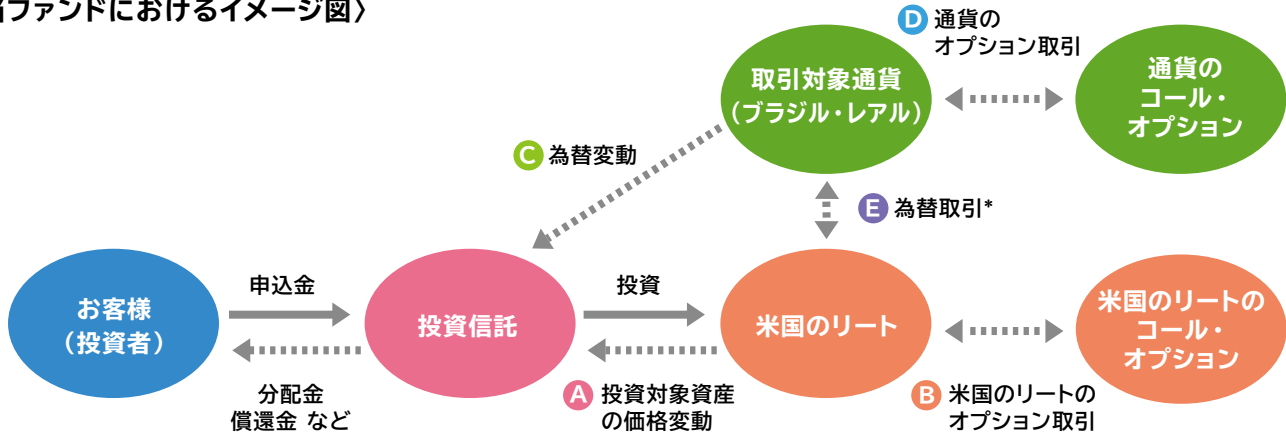 当ファンドにおけるイメージ図〉
D 通貨の
オプション取引
取引対象通貨
（ブラジル・レアル）
通貨の
コール・
オプション
C 為替変動
E 為替取引*
お客様
（投資者）
申込金
投資信託
投資
米国のリート
米国のリートの
コール・
オプション
分配金
償還金 など
A 投資対象資産
の価格変動
B 米国のリートの
オプション取引